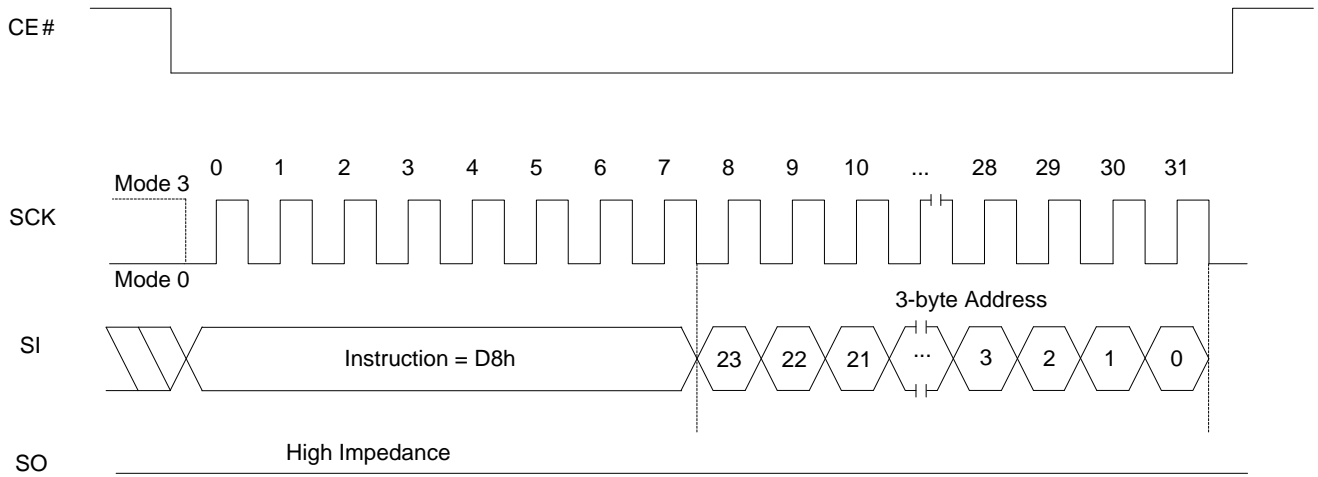 CE#
0 1 2 3 4 5 6 7 8 9 10 ... 28 29 30 31
Mode 3
SCK
Mode 0
3-byte Address
SI
Instruction = D8h
23 22 21 ... 3 2 1 0
High Impedance
SO